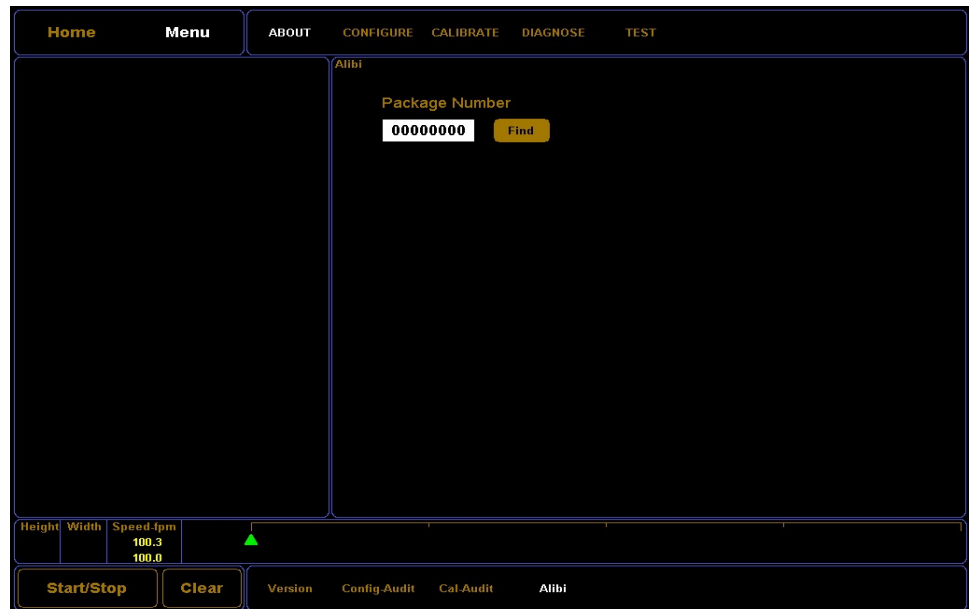 Home Menu ABOUT CONFIGURE CALIBRATE DIAGNOSE TEST
Alibi
Package Number
00000000 Find
Height Width Speed-fpm
100.3
100.0
Start/Stop Clear Version Config-Audit Cal-Audit Alibi